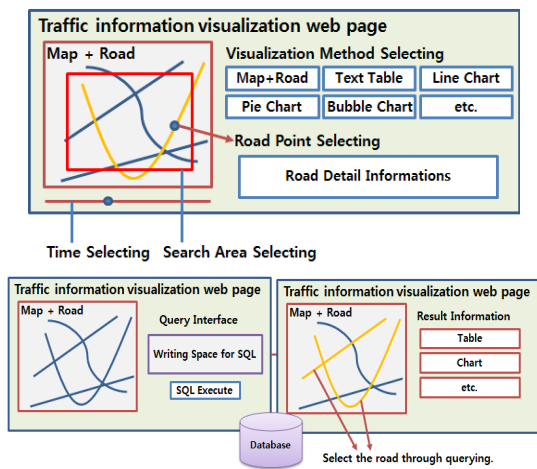 Traffic information visualization web page
Map + Road
Visualization Method Selecting
Map+Road
Text Table
Line Chart
Pie Chart
Bubble Chart
etc.
Road Point Selecting
Road Detail Informations
Time Selecting
Search Area Selecting
Traffic information visualization web page
Map + Road
Query Interface
Writing Space for SQL
SQL Execute
Traffic information visualization web page
Map + Road
Result Information
Table
Chart
etc.
Database
Select the road through querying.